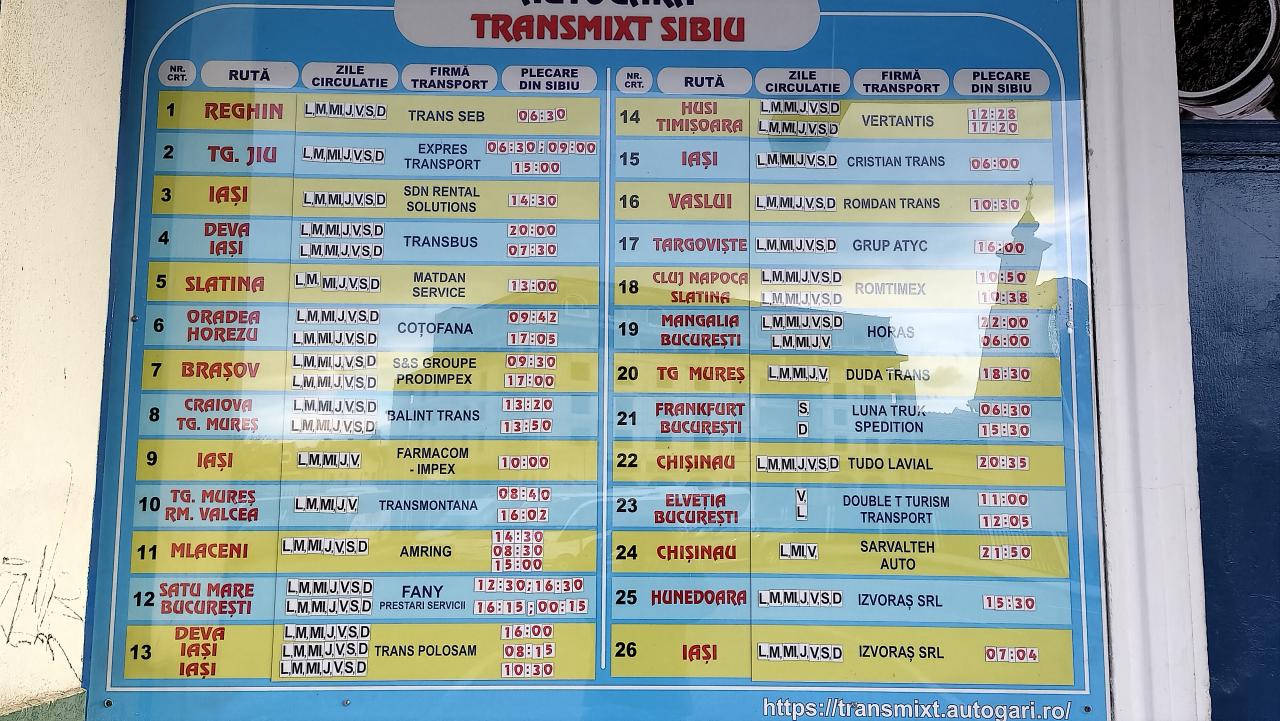 AUTOGARA
TRANSMIXT SIBIU
NR. CRT. RUTĂ ZILE CIRCULATIE FIRMĂ TRANSPORT PLECARE DIN SIBIU
1 REGHIN L,M,MI,J,V,S,D TRANS SEB 06:30
2 TG. JIU L,M,MI,J,V,S,D EXPRES TRANSPORT 06:30;09:00
15:00
3 IAȘI L,M,MI,J,V,S,D SDN RENTAL SOLUTIONS 14:30
4 DEVA L,M,MI,J,V,S,D TRANSBUS 20:00
IAȘI L,M,MI,J,V,S,D 07:30
5 SLATINA L,M,MI,J,V,S,D MATDAN SERVICE 13:00
6 ORADEA L,M,MI,J,V,S,D COȚOFANA 09:42
HOREZU L,M,MI,J,V,S,D 17:05
7 BRAȘOV L,M,MI,J,V,S,D S&S GROUPE 09:30
L,M,MI,J,V,S,D PRODIMPEX 17:00
8 CRAIOVA L,M,MI,J,V,S,D BALINT TRANS 13:20
TG. MUREȘ L,M,MI,J,V,S,D 13:50
9 IAȘI L,M,MI,J,V FARMACOM - IMPEX 10:00
10 TG. MUREȘ L,M,MI,J,V TRANSMONTANA 08:40
RM. VALCEA 16:02
11 MLACENI L,M,MI,J,V,S,D AMRING 14:30
08:30
15:00
12 SATU MARE L,M,MI,J,V,S,D FANY 12:30;16:30
BUCUREȘTI L,M,MI,J,V,S,D PRESTARI SERVICII 16:15;00:15
13 DEVA L,M,MI,J,V,S,D TRANS POLOSAM 16:00
IAȘI L,M,MI,J,V,S,D 08:15
IAȘI L,M,MI,J,V,S,D 10:30
NR. CRT. RUTĂ ZILE CIRCULATIE FIRMĂ TRANSPORT PLECARE DIN SIBIU
14 HUSI L,M,MI,J,V,S,D VERTANTIS 12:28
TIMIȘOARA L,M,MI,J,V,S,D 17:20
15 IAȘI L,M,MI,J,V,S,D CRISTIAN TRANS 06:00
16 VASLUI L,M,MI,J,V,S,D ROMDAN TRANS 10:30
17 TARGOVIȘTE L,M,MI,J,V,S,D GRUP ATYC 16:00
18 CLUJ NAPOCA L,M,MI,J,V,S,D ROMTIMEX 10:50
SLATINA L,M,MI,J,V,S,D 10:38
19 MANGALIA L,M,MI,J,V,S,D HORAS 22:00
BUCUREȘTI L,M,MI,J,V 06:00
20 TG MUREȘ L,M,MI,J,V, DUDA TRANS 18:30
21 FRANKFURT S, LUNA TRUK 06:30
BUCUREȘTI D SPEDITION 15:30
22 CHIȘINAU L,M,MI,J,V,S,D TUDO LAVIAL 20:35
23 ELVEȚIA V, DOUBLE T TURISM 11:00
BUCUREȘTI L TRANSPORT 12:05
24 CHIȘINAU L,MI,V, SARVALTEH AUTO 21:50
25 HUNEDOARA L,M,MI,J,V,S,D IZVORAȘ SRL 15:30
26 IAȘI L,M,MI,J,V,S,D IZVORAȘ SRL 07:04
https://transmixt.autogari.ro/